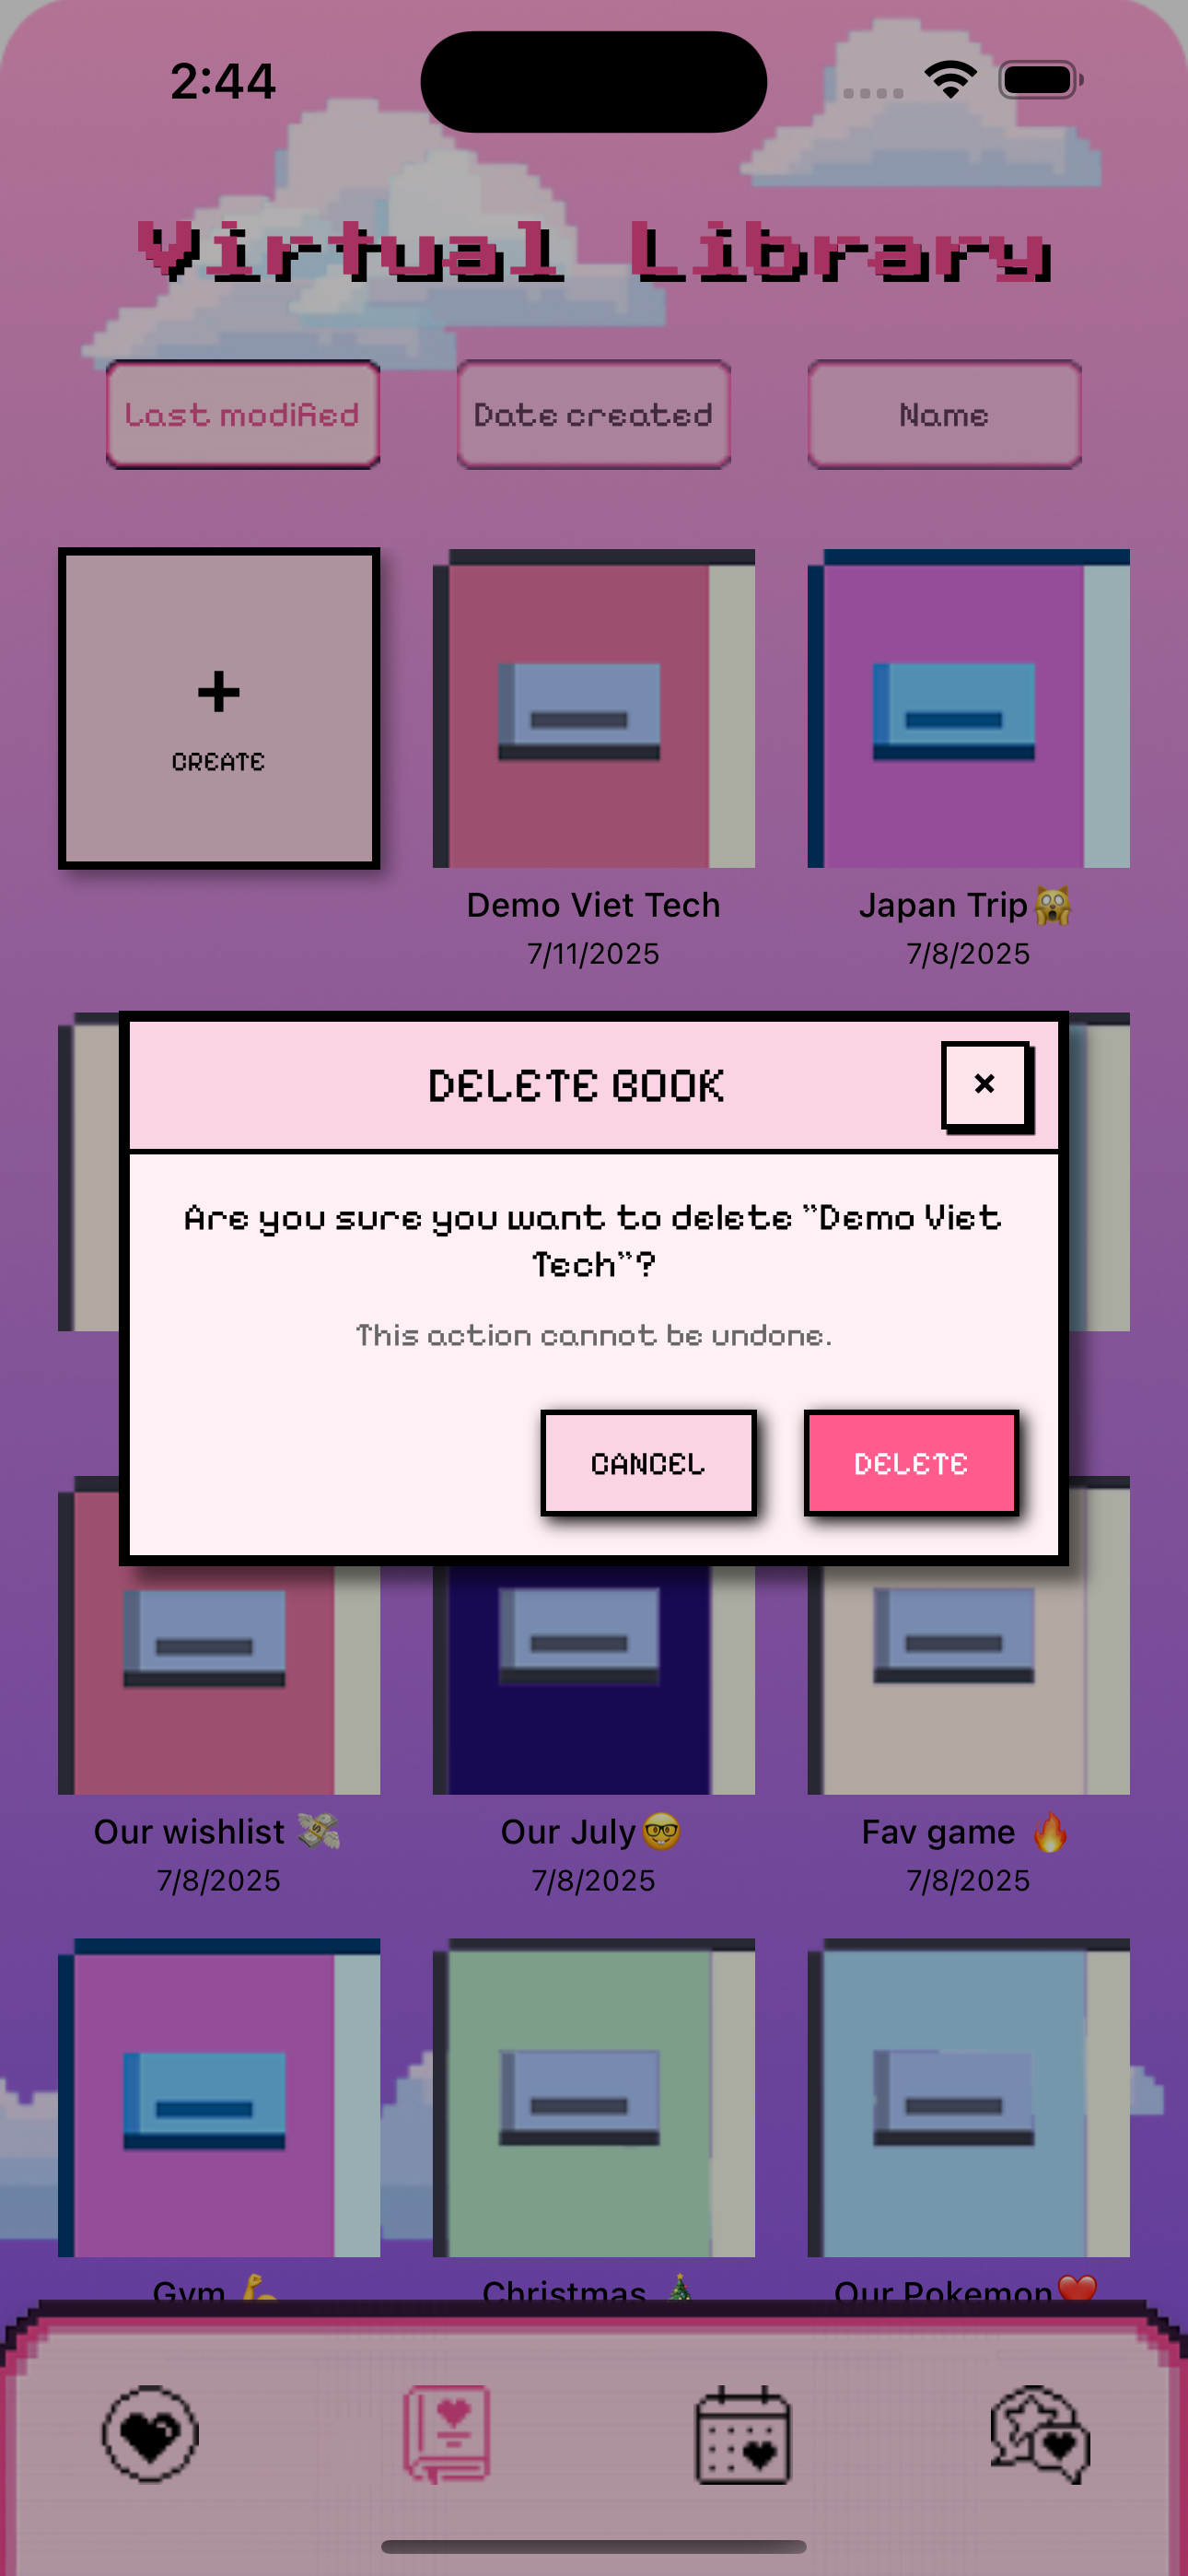 2:44
Virtual Library
Last modified
Date created
Name
+
CREATE
Demo Viet Tech
7/11/2025
Japan Trip🙀
7/8/2025
DELETE BOOK
×
Are you sure you want to delete "Demo Viet
Tech"?
This action cannot be undone.
CANCEL
DELETE
Our wishlist 💸
7/8/2025
Our July🤓
7/8/2025
Fav game 🔥
7/8/2025
Gym 💪
Christmas 🎄
Our Pokemon❤️